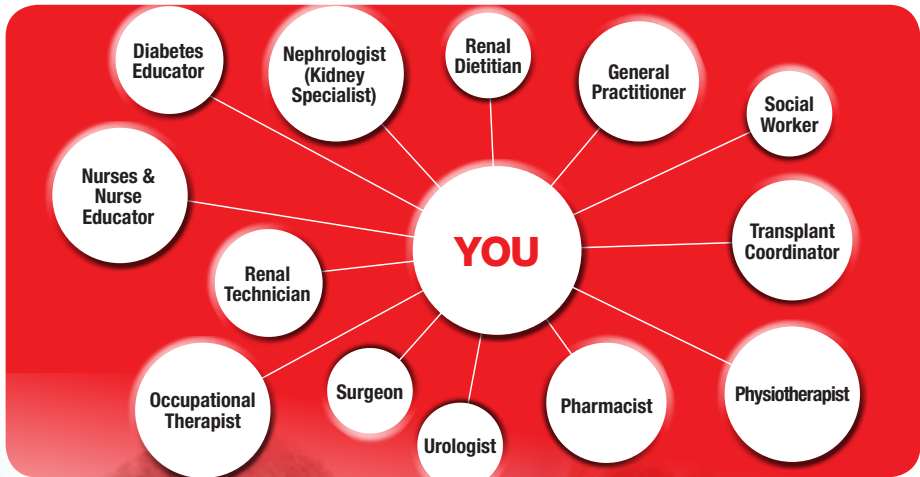 Diabetes
Educator
Nephrologist
(Kidney
Specialist)
Renal
Dietitian
General
Practitioner
Social
Worker
Nurses &
Nurse
Educator
YOU
Transplant
Coordinator
Renal
Technician
Occupational
Therapist
Surgeon
Urologist
Pharmacist
Physiotherapist